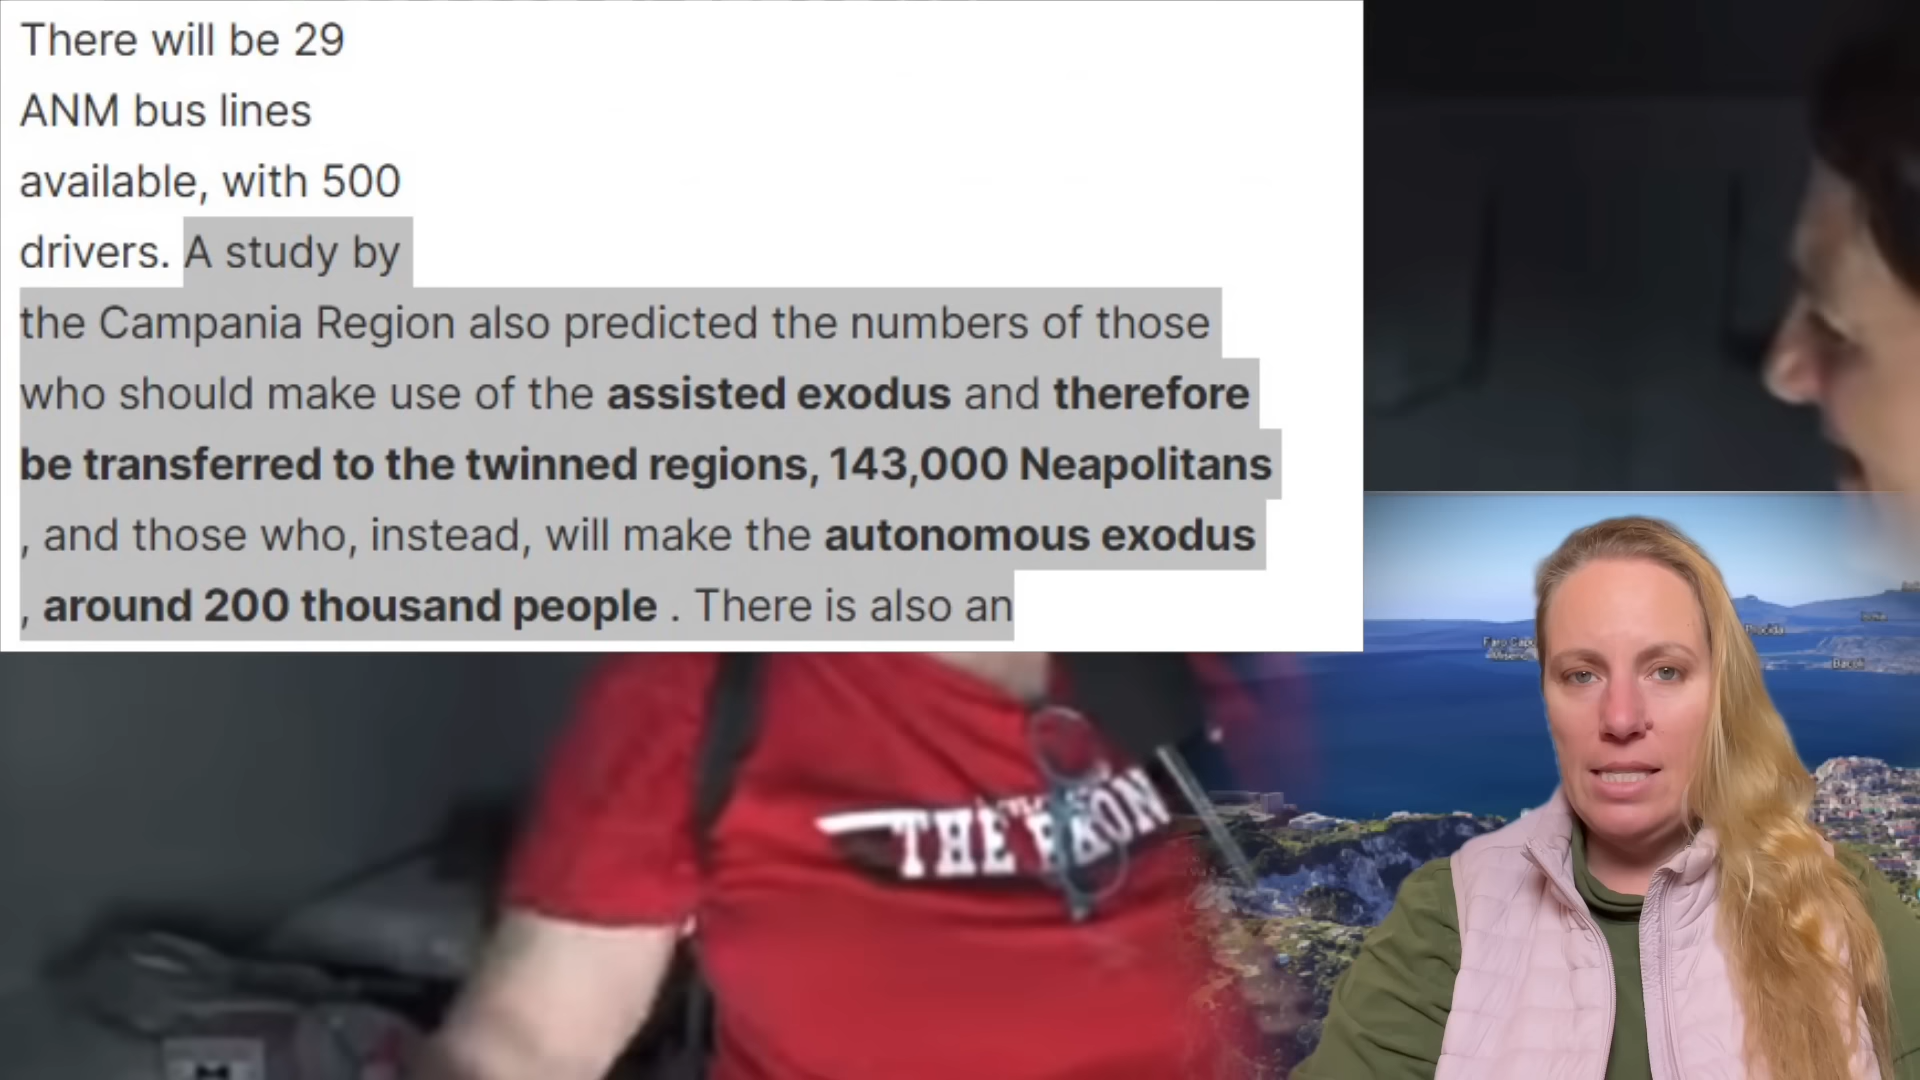 There will be 29
ANM bus lines
available, with 500
drivers. A study by
the Campania Region also predicted the numbers of those
who should make use of the assisted exodus and therefore
be transferred to the twinned regions, 143,000 Neapolitans
, and those who, instead, will make the autonomous exodus
, around 200 thousand people . There is also an
Procida
Bacoli
THE